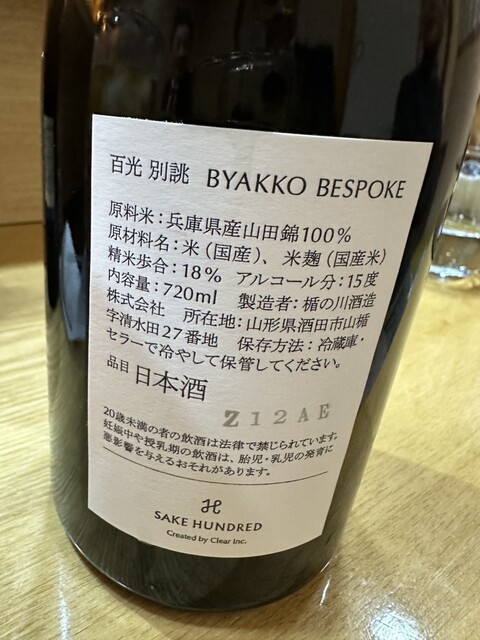 百光 別誂 BYAKKO BESPOKE
原料米：兵庫県産山田錦100%
原材料名：米（国産）、米麹（国産米）
精米歩合：18% アルコール分：15度
内容量：720ml 製造者：楯の川酒造
株式会社 所在地：山形県酒田市山楯
字清水田27番地 保存方法：冷蔵庫・
セラーで冷やして保管してください。
品目 日本酒
Z12AE
20歳未満の者の飲酒は法律で禁じられています。
妊娠中や授乳期の飲酒は、胎児・乳児の発育に
悪影響を与えるおそれがあります。
SAKE HUNDRED
Created by Clear Inc.